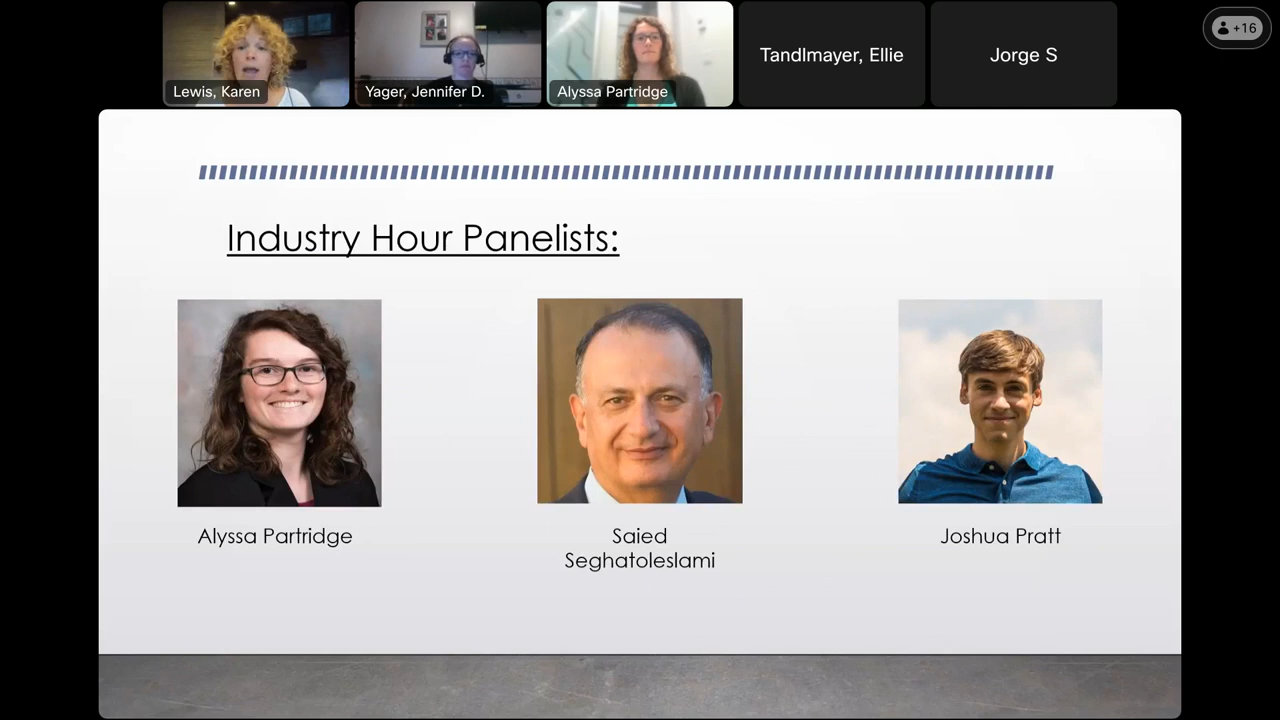 Lewis, Karen
Yager, Jennifer D.
Alyssa Partridge
Tandlmayer, Ellie
Jorge S
+16
Industry Hour Panelists:
Alyssa Partridge
Saied
Seghatoleslami
Joshua Pratt